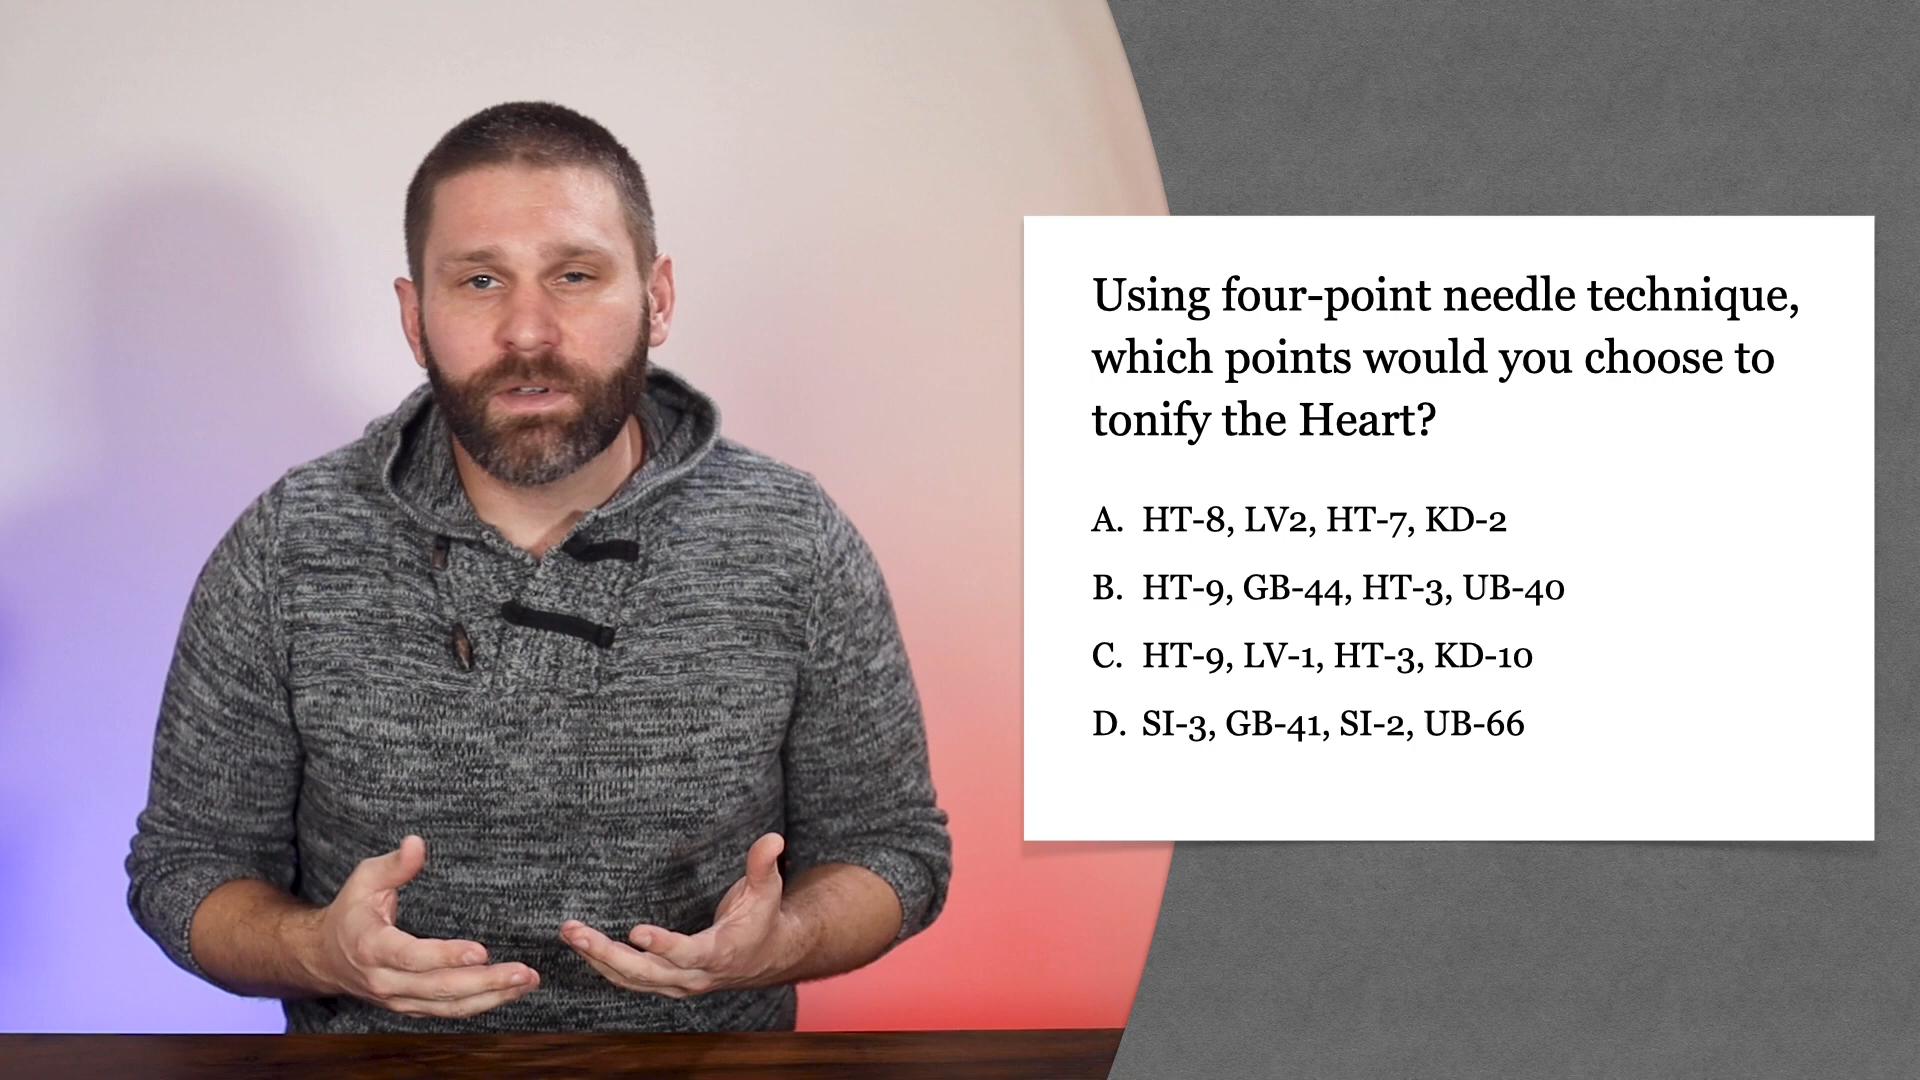 Using four-point needle technique,
which points would you choose to
tonify the Heart?
A. HT-8, LV2, HT-7, KD-2
B. HT-9, GB-44, HT-3, UB-40
C. HT-9, LV-1, HT-3, KD-10
D. SI-3, GB-41, SI-2, UB-66